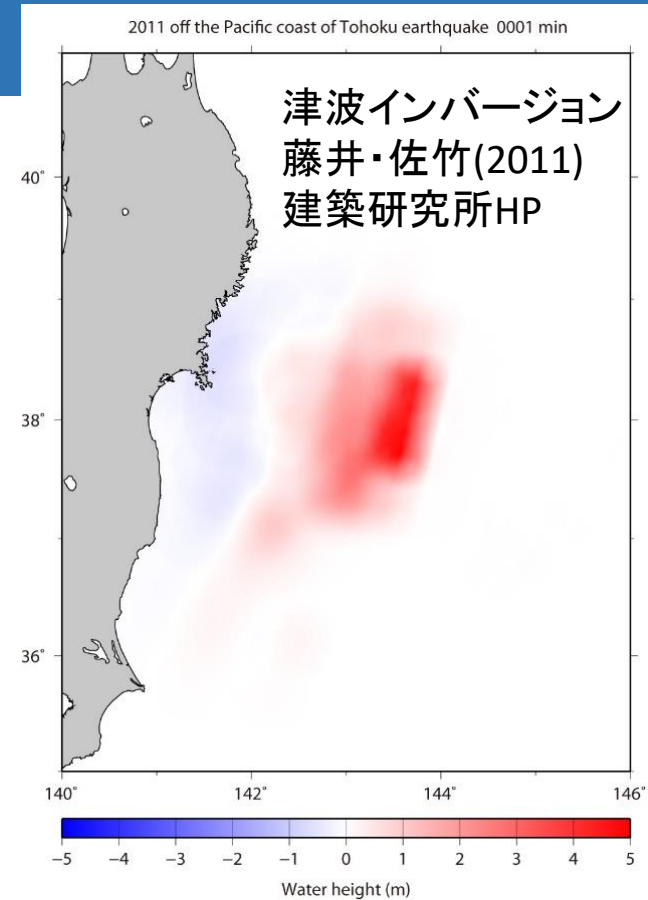 2011 off the Pacific coast of Tohoku earthquake 0001 min
津波インバージョン
藤井・佐竹(2011)
建築研究所HP
40˚
38˚
36˚
140˚ 142˚ 144˚ 146˚
−5 −4 −3 −2 −1 0 1 2 3 4 5
Water height (m)